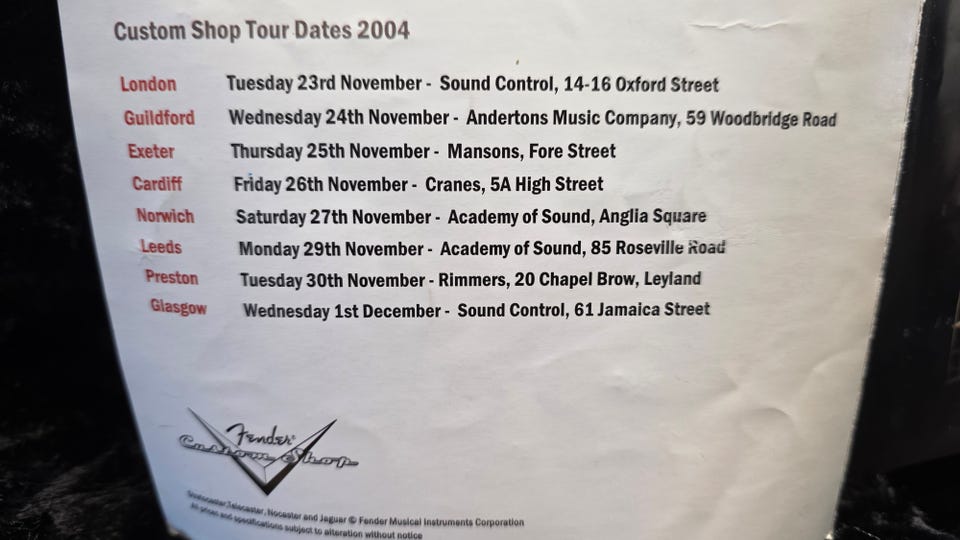 Custom Shop Tour Dates 2004
London Tuesday 23rd November - Sound Control, 14-16 Oxford Street
Guildford Wednesday 24th November - Andertons Music Company, 59 Woodbridge Road
Exeter Thursday 25th November - Mansons, Fore Street
Cardiff Friday 26th November - Cranes, 5A High Street
Norwich Saturday 27th November - Academy of Sound, Anglia Square
Leeds Monday 29th November - Academy of Sound, 85 Roseville Road
Preston Tuesday 30th November - Rimmers, 20 Chapel Brow, Leyland
Glasgow Wednesday 1st December - Sound Control, 61 Jamaica Street
Fender
Custom Shop
Stratocaster, Telecaster, Nocaster and Jaguar © Fender Musical Instruments Corporation
All prices and specifications subject to alteration without notice